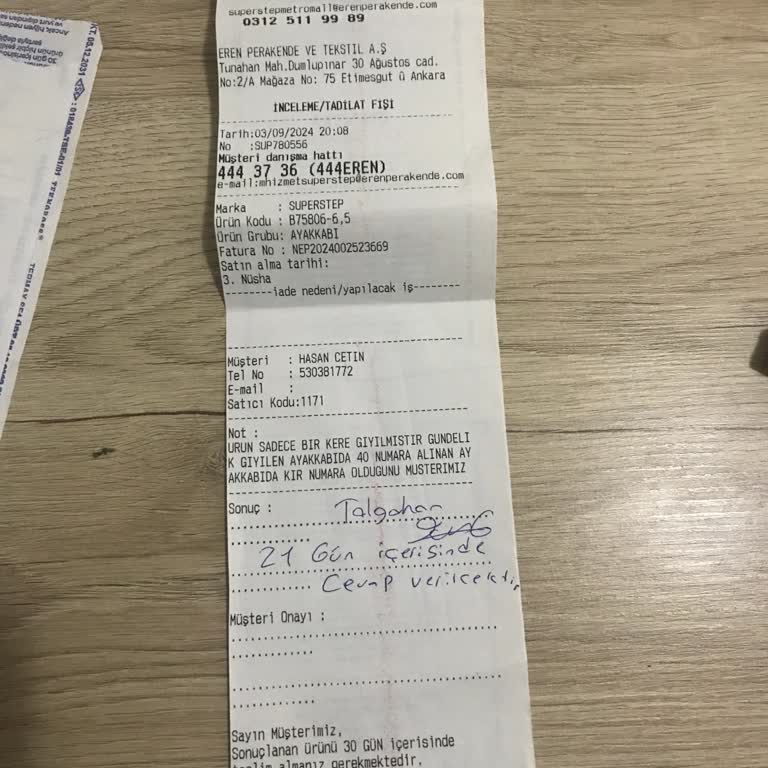 superstepmetromall@erenperakende.com
0312 511 99 89
EREN PERAKENDE VE TEKSTİL A.Ş
Tunahan Mah.Dumlupınar 30 Ağustos cad.
No:2/A Mağaza No: 75 Etimesgut û Ankara
İNCELEME/TADİLAT FİŞİ
Tarih:03/09/2024 20:08
No :SUP780556
Müşteri danışma hattı
444 37 36 (444EREN)
e-mail:mhizmetsuperstep@erenperakende.com
Marka : SUPERSTEP
Ürün Kodu : B75806-6,5
Ürün Grubu: AYAKKABI
Fatura No : NEP2024002523669
Satın alma tarihi:
3. Nüsha
--------iade nedeni/yapılacak iş--------
Müşteri : HASAN CETIN
Tel No : 530381772
E-mail :
Satıcı Kodu:1171
Not :
URUN SADECE BIR KERE GIYILMISTIR GUNDELI
K GIYILEN AYAKKABIDA 40 NUMARA ALINAN AY
AKKABIDA KIR NUMARA OLDUGUNU MUSTERIMIZ
Sonuç :
Talgahan
21 Gün içerisinde
Cevap verilcektir
Müşteri Onayı :
Sayın Müşterimiz,
Sonuçlanan ürünü 30 GÜN içerisinde
teslim almanız gerekmektedir.